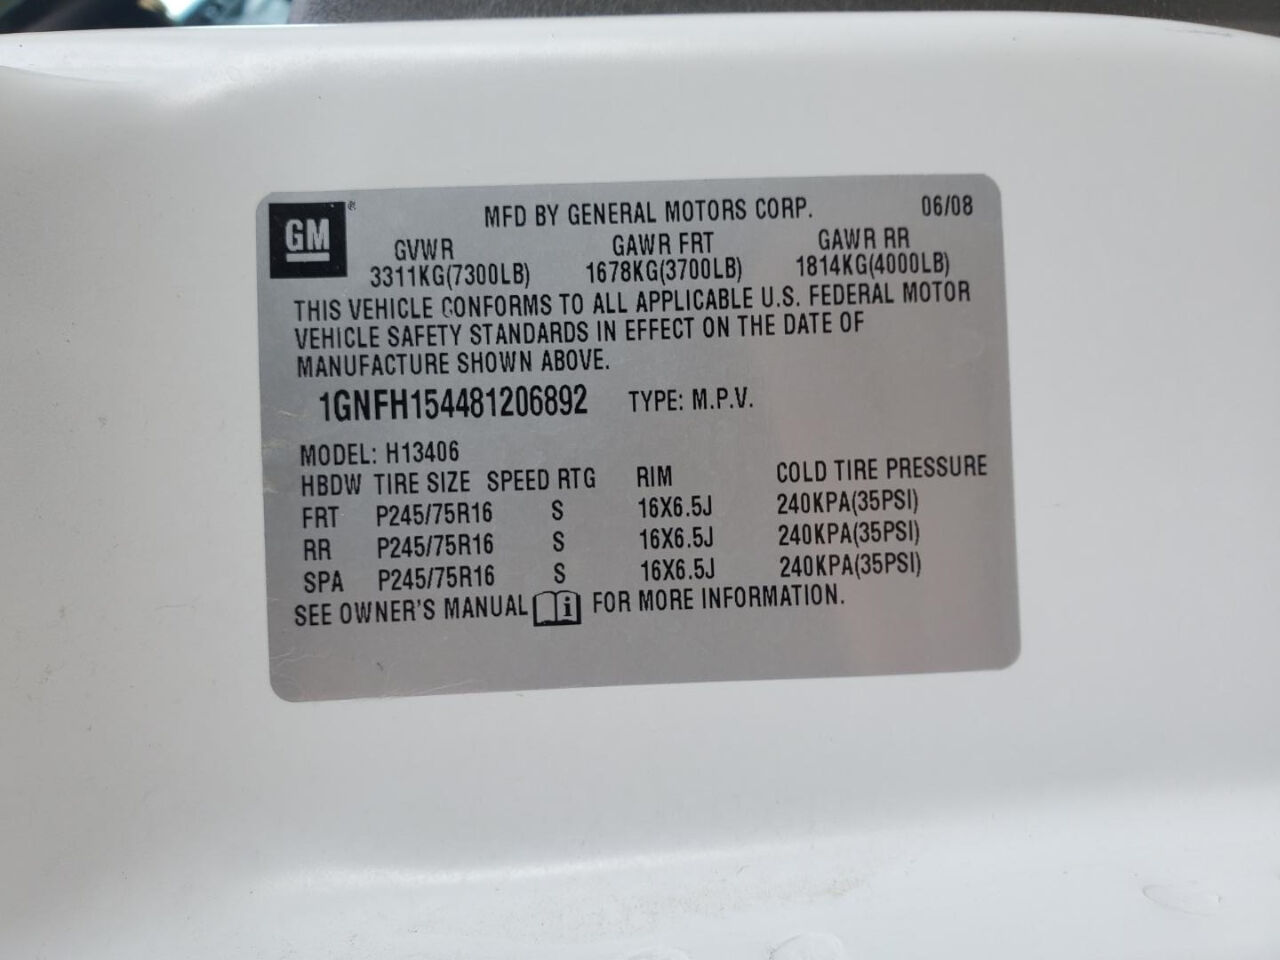 GM®
MFD BY GENERAL MOTORS CORP. 06/08
GVWR GAWR FRT GAWR RR
3311KG(7300LB) 1678KG(3700LB) 1814KG(4000LB)
THIS VEHICLE CONFORMS TO ALL APPLICABLE U.S. FEDERAL MOTOR
VEHICLE SAFETY STANDARDS IN EFFECT ON THE DATE OF
MANUFACTURE SHOWN ABOVE.
1GNFH154481206892 TYPE: M.P.V.
MODEL: H13406
HBDW TIRE SIZE SPEED RTG RIM COLD TIRE PRESSURE
FRT P245/75R16 S 16X6.5J 240KPA(35PSI)
RR P245/75R16 S 16X6.5J 240KPA(35PSI)
SPA P245/75R16 S 16X6.5J 240KPA(35PSI)
SEE OWNER'S MANUAL i FOR MORE INFORMATION.